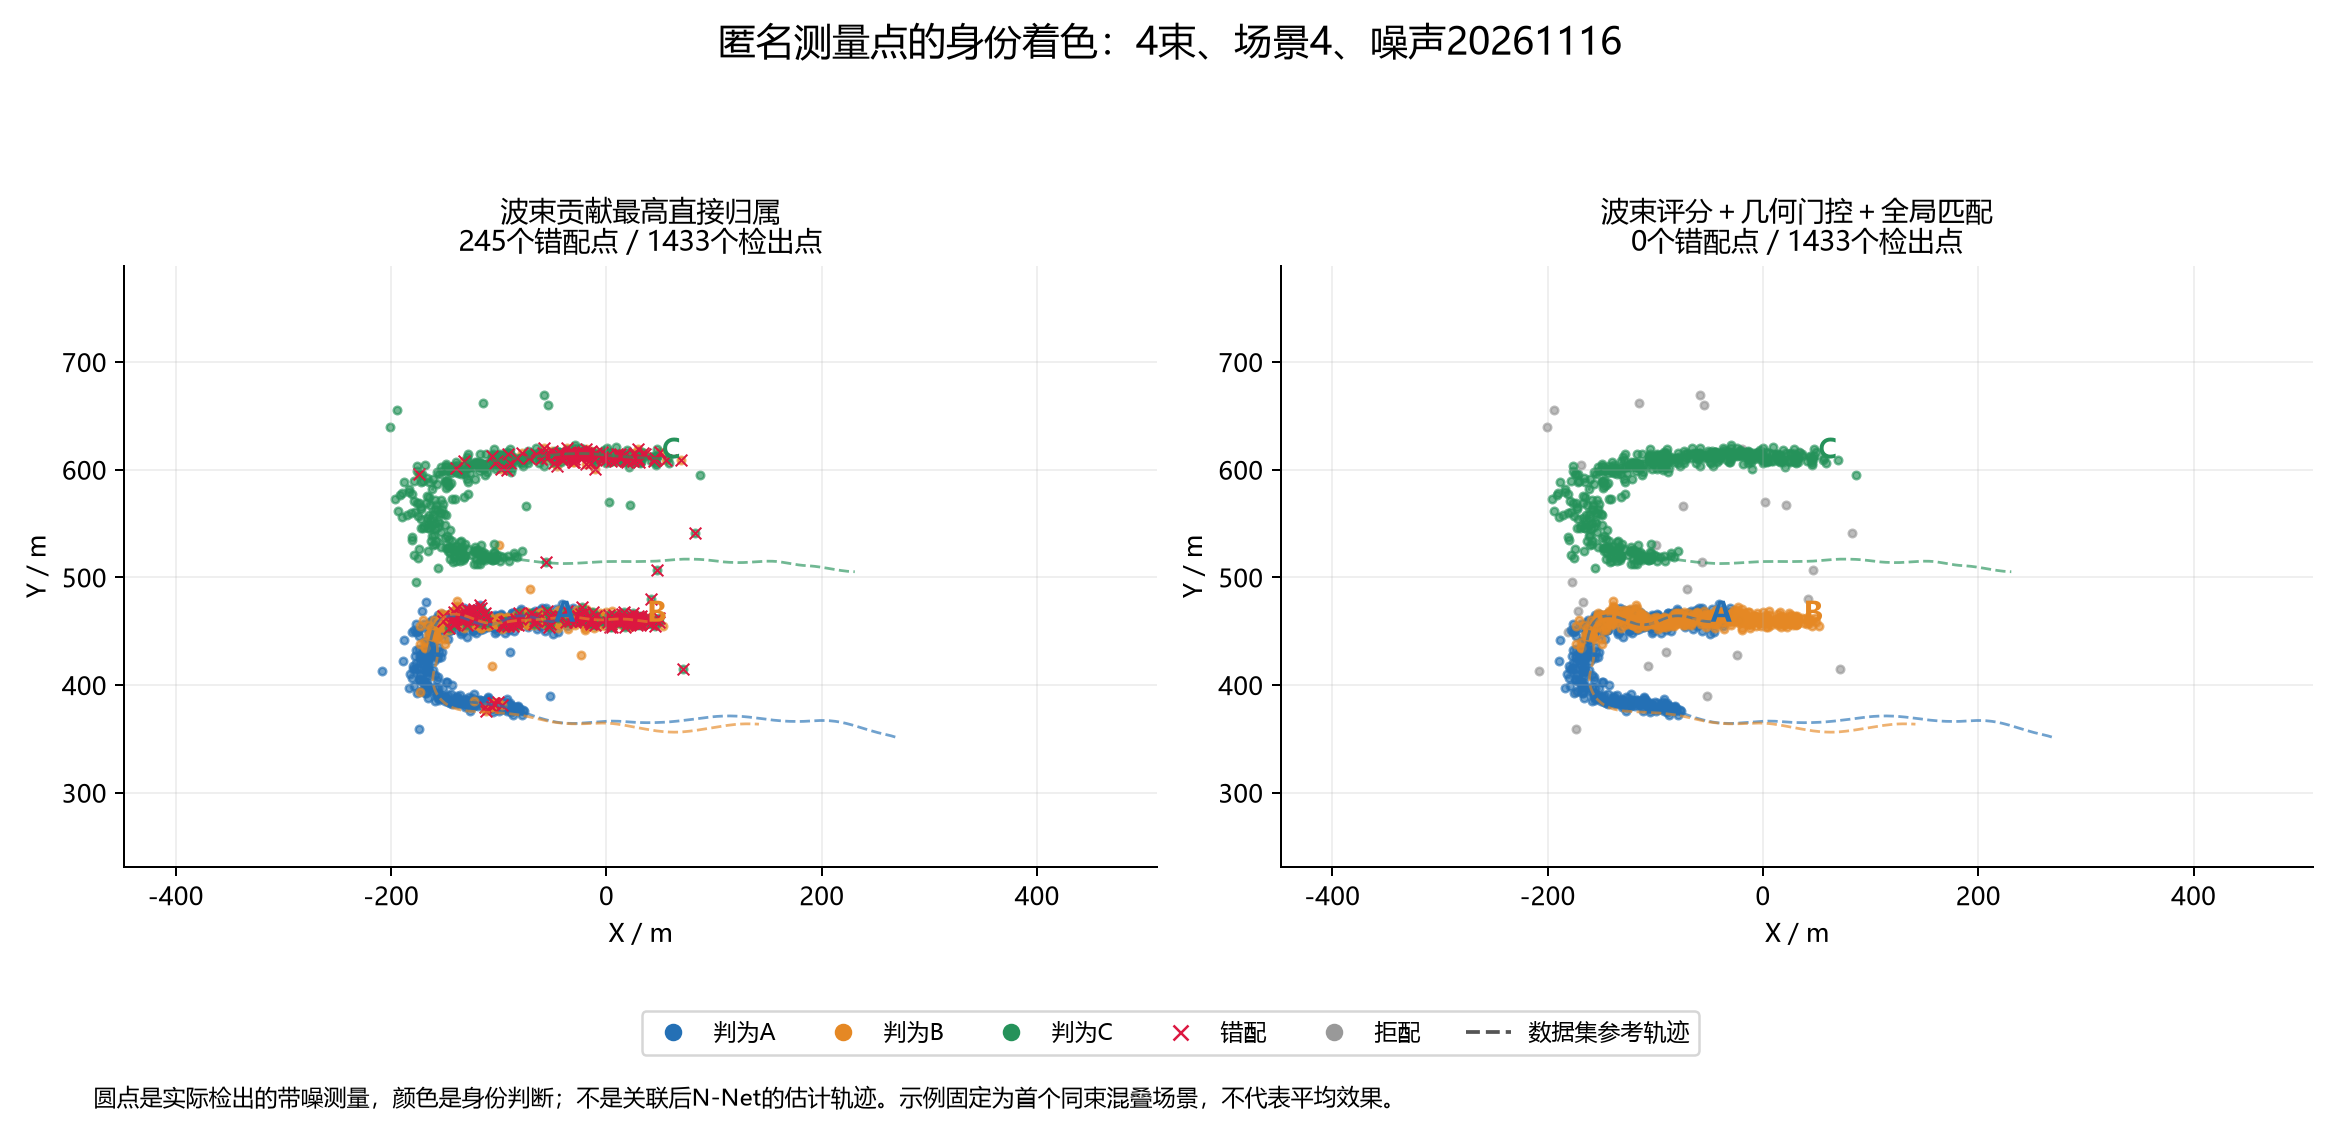 匿名测量点的身份着色：4束、场景4、噪声20261116
波束贡献最高直接归属
245个错配点 / 1433个检出点
700
600
500
400
300
Y / m
C
A
B
-400
-200
0
200
400
X / m
波束评分 + 几何门控 + 全局匹配
0个错配点 / 1433个检出点
700
600
500
400
300
Y / m
C
A
B
-400
-200
0
200
400
X / m
判为A
判为B
判为C
错配
拒配
数据集参考轨迹
圆点是实际检出的带噪测量，颜色是身份判断；不是关联后N-Net的估计轨迹。示例固定为首个同束混叠场景，不代表平均效果。